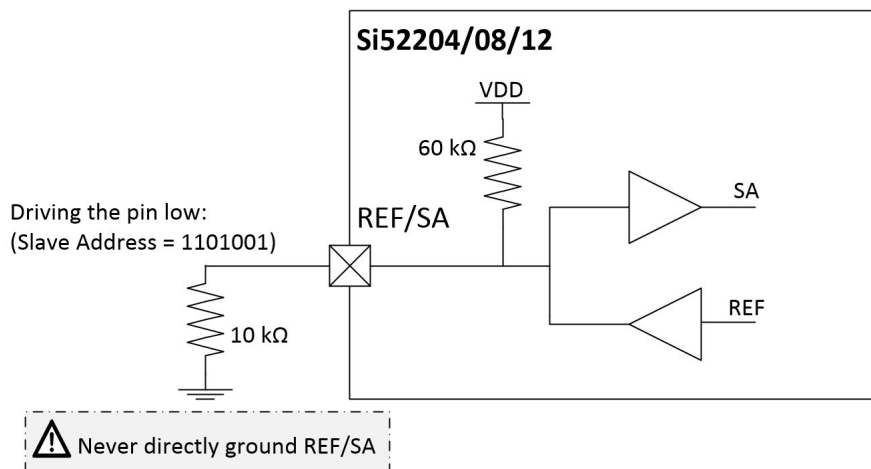 Si52204/08/12
VDD
60 kΩ
SA
Driving the pin low:
REF/SA
(Slave Address = 1101001)
REF
10 kΩ
Never directly ground REF/SA